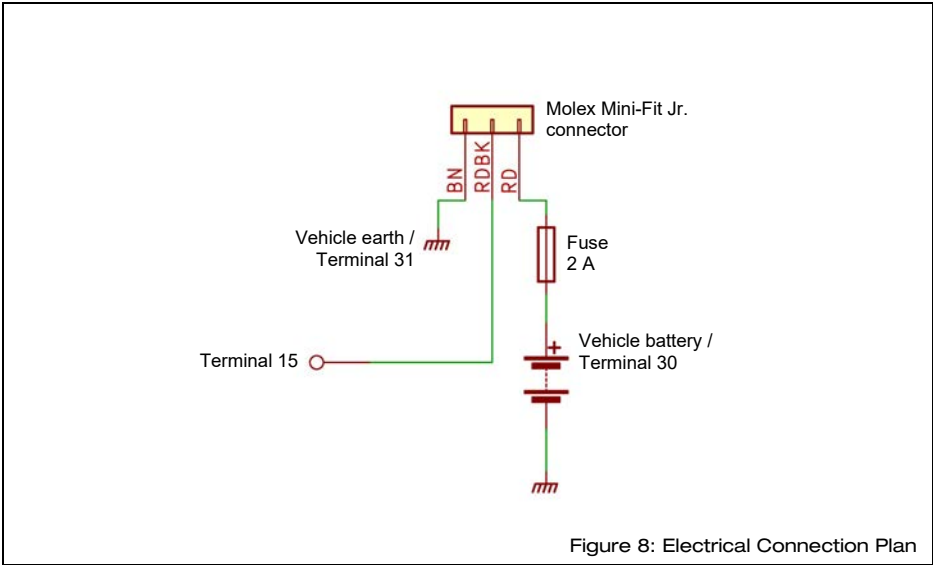 Molex Mini-Fit Jr.
connector
BN
RDBK
RD
Vehicle earth /
Terminal 31
Fuse
2 A
Terminal 15
+
Vehicle battery /
Terminal 30
Figure 8: Electrical Connection Plan